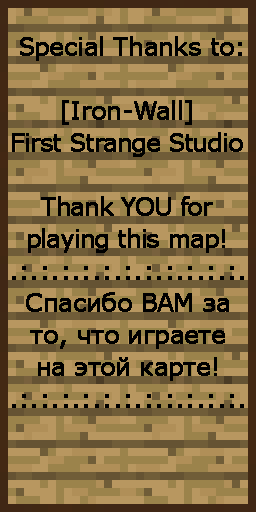 Special Thanks to:
[Iron-Wall]
First Strange Studio
Thank YOU for
playing this map!
.:.:.:.:.:.:.:.:.:.:.:.
Спасибо ВАМ за
то, что играете
на этой карте!
.:.:.:.:.:.:.:.:.:.:.:.